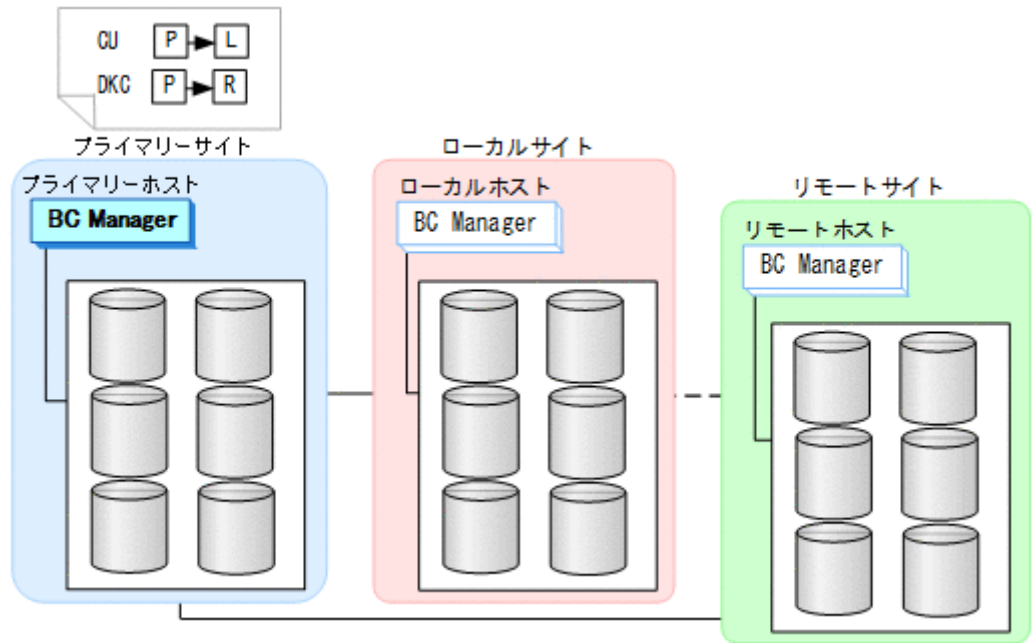 CU P L
DKC P R
プライマリーサイト
プライマリーホスト
BC Manager
ローカルサイト
ローカルホスト
BC Manager
リモートサイト
リモートホスト
BC Manager